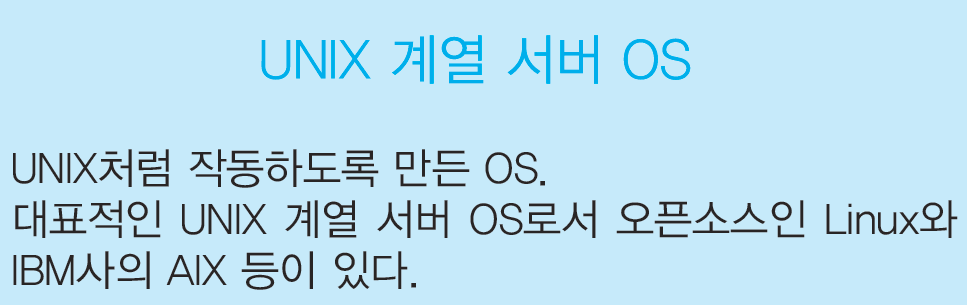 UNIX 계열 서버 OS
UNIX처럼 작동하도록 만든 OS.
대표적인 UNIX 계열 서버 OS로서 오픈소스인 Linux와
IBM사의 AIX 등이 있다.